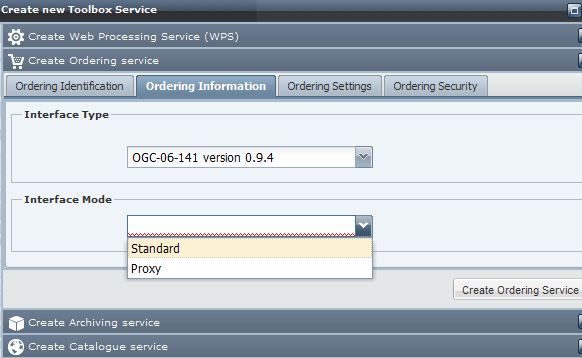 Create new Toolbox Service
Create Web Processing Service (WPS)
Create Ordering service
Ordering Identification Ordering Information Ordering Settings Ordering Security
Interface Type
OGC-06-141 version 0.9.4
Interface Mode
Standard
Proxy
Create Ordering Service
Create Archiving service
Create Catalogue service